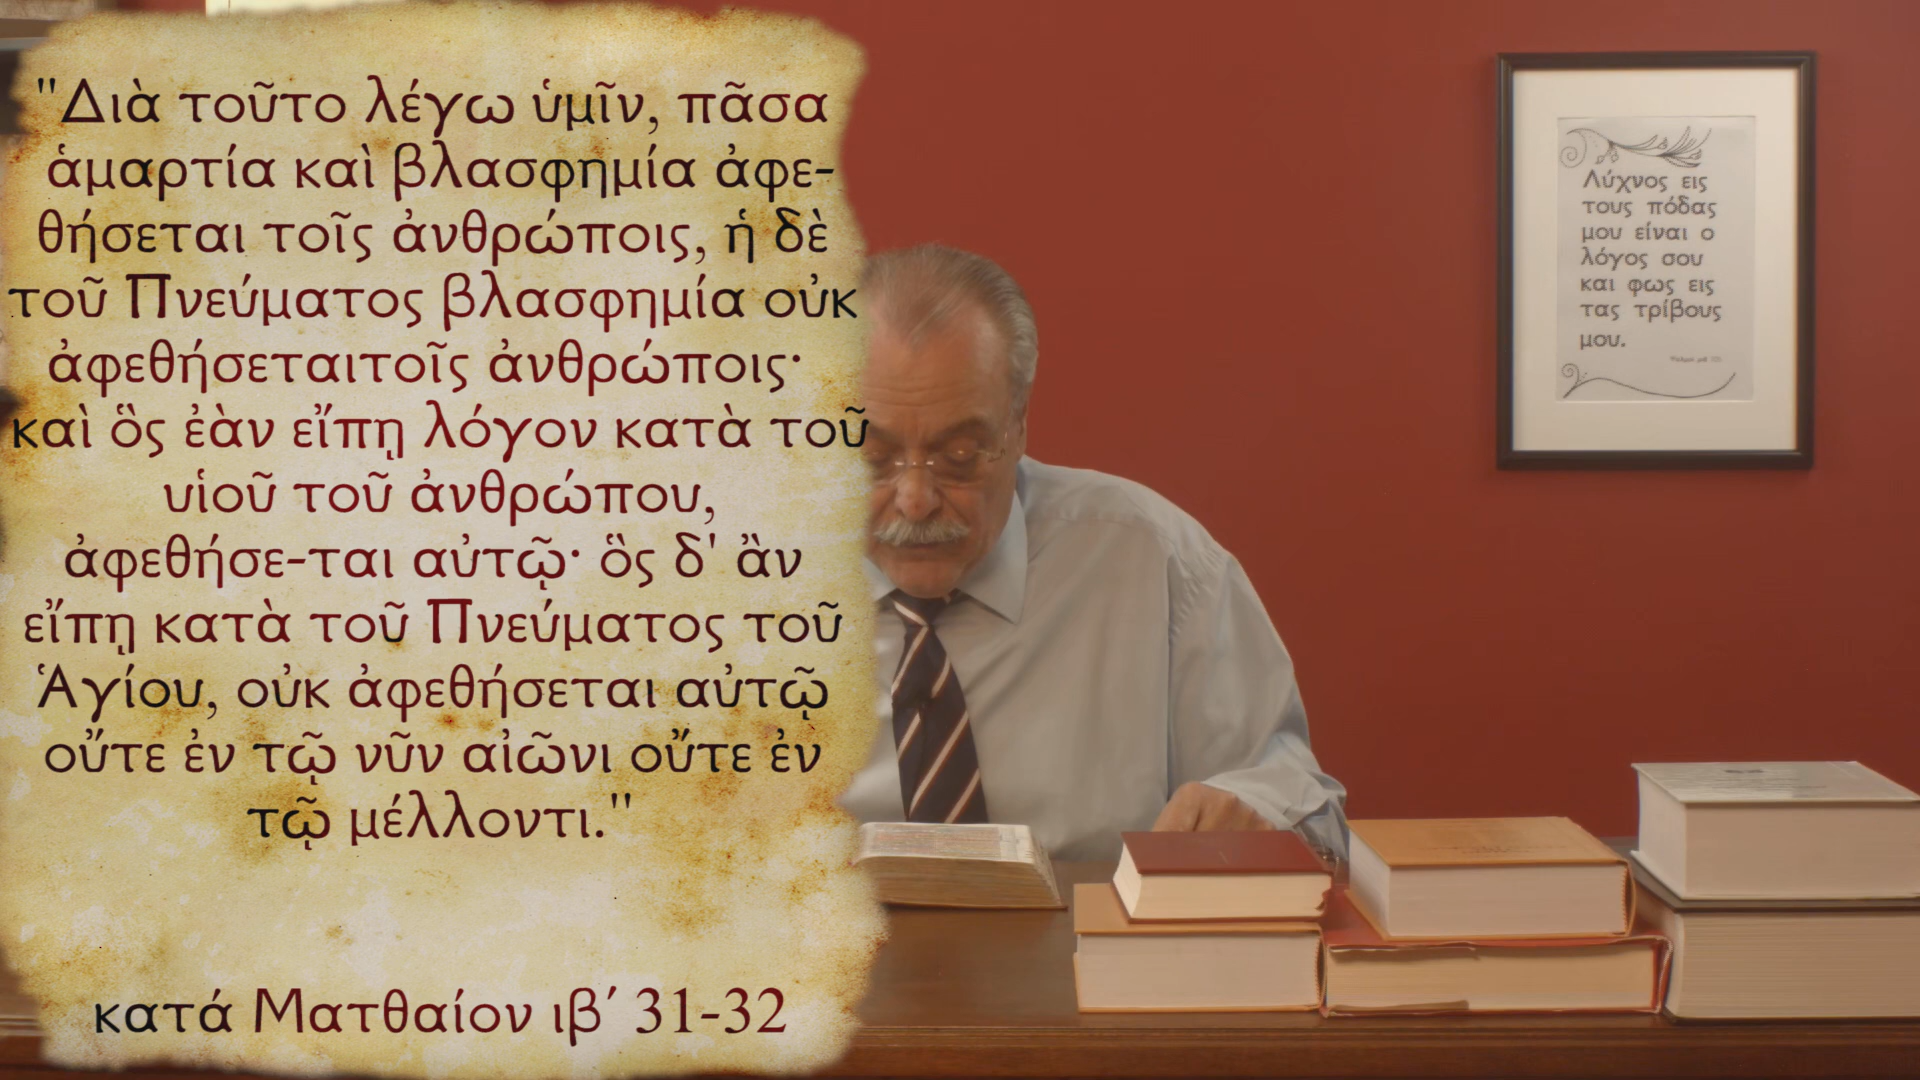 "Διὰ τοῦτο λέγω ὑμῖν, πᾶσα
ἁμαρτία καὶ βλασφημία ἀφε-
θήσεται τοῖς ἀνθρώποις, ἡ δὲ
τοῦ Πνεύματος βλασφημία οὐκ
ἀφεθήσεταιτοῖς ἀνθρώποις·
καὶ ὃς ἐὰν εἴπῃ λόγον κατὰ τοῦ
υἱοῦ τοῦ ἀνθρώπου,
ἀφεθήσε-ται αὐτῷ· ὃς δ' ἂν
εἴπῃ κατὰ τοῦ Πνεύματος τοῦ
Ἁγίου, οὐκ ἀφεθήσεται αὐτῷ
οὔτε ἐν τῷ νῦν αἰῶνι οὔτε ἐν
τῷ μέλλοντι."
κατά Ματθαίον ιβ΄ 31-32
Λύχνος εις
τους πόδας
μου είναι ο
λόγος σου
και φως εις
τας τρίβους
μου.